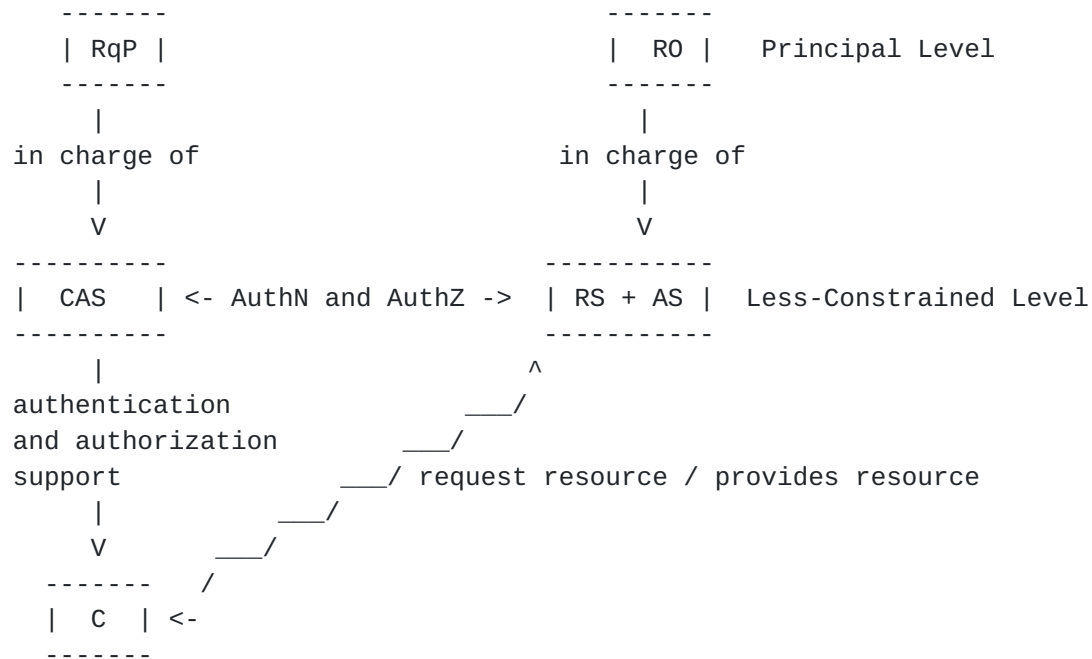 RqP RO Principal Level
in charge of in charge of
V V
CAS <- AuthN and AuthZ -> RS + AS Less-Constrained Level
authentication
and authorization
support request resource / provides resource
V
C <-